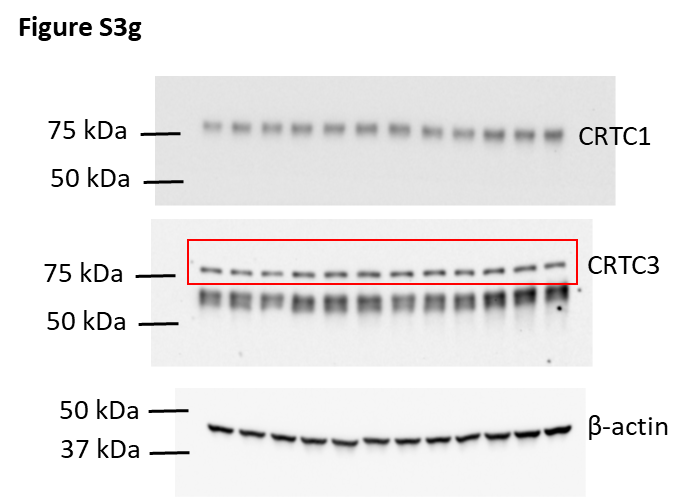 Figure S3g
75 kDa
CRTC1
50 kDa
CRTC3
75 kDa
50 kDa
50 kDa
β-actin
37 kDa